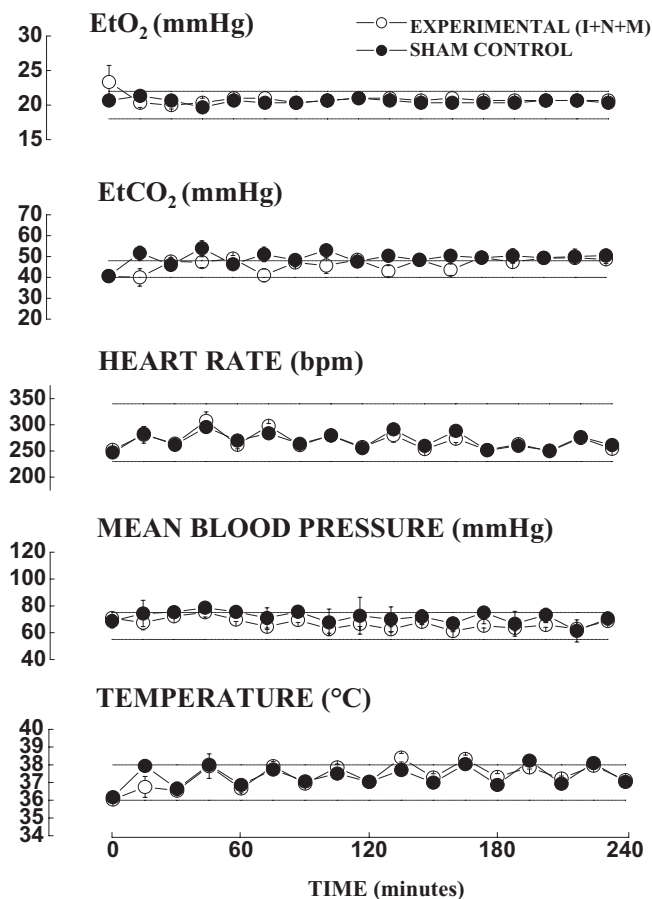 EtO₂ (mmHg)
EXPERIMENTAL (I+N+M)
SHAM CONTROL
30
25
20
15
EtCO₂ (mmHg)
70
60
50
40
30
20
HEART RATE (bpm)
350
300
250
200
MEAN BLOOD PRESSURE (mmHg)
120
100
80
60
40
TEMPERATURE (°C)
40
39
38
37
36
35
34
0 60 120 180 240
TIME (minutes)